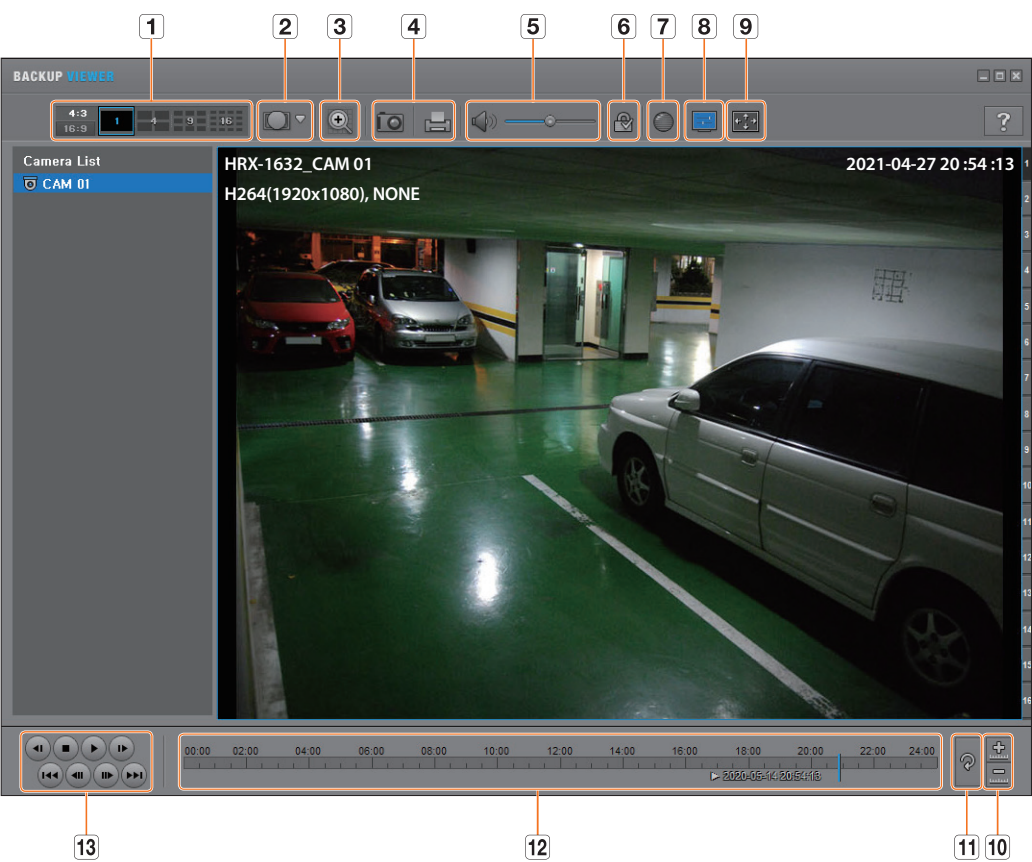 1 2 3 4 5 6 7 8 9
BACKUP VIEWER
4:3 1 4 9 16
16:9
?
Camera List
CAM 01
HRX-1632_CAM 01 2021-04-27 20 :54 :13
H264(1920x1080), NONE
1
2
3
4
5
6
7
8
9
10
11
12
13
14
15
16
00:00 02:00 04:00 06:00 08:00 10:00 12:00 14:00 16:00 18:00 20:00 22:00 24:00
2020-05-14 20:54:13
13 12 11 10